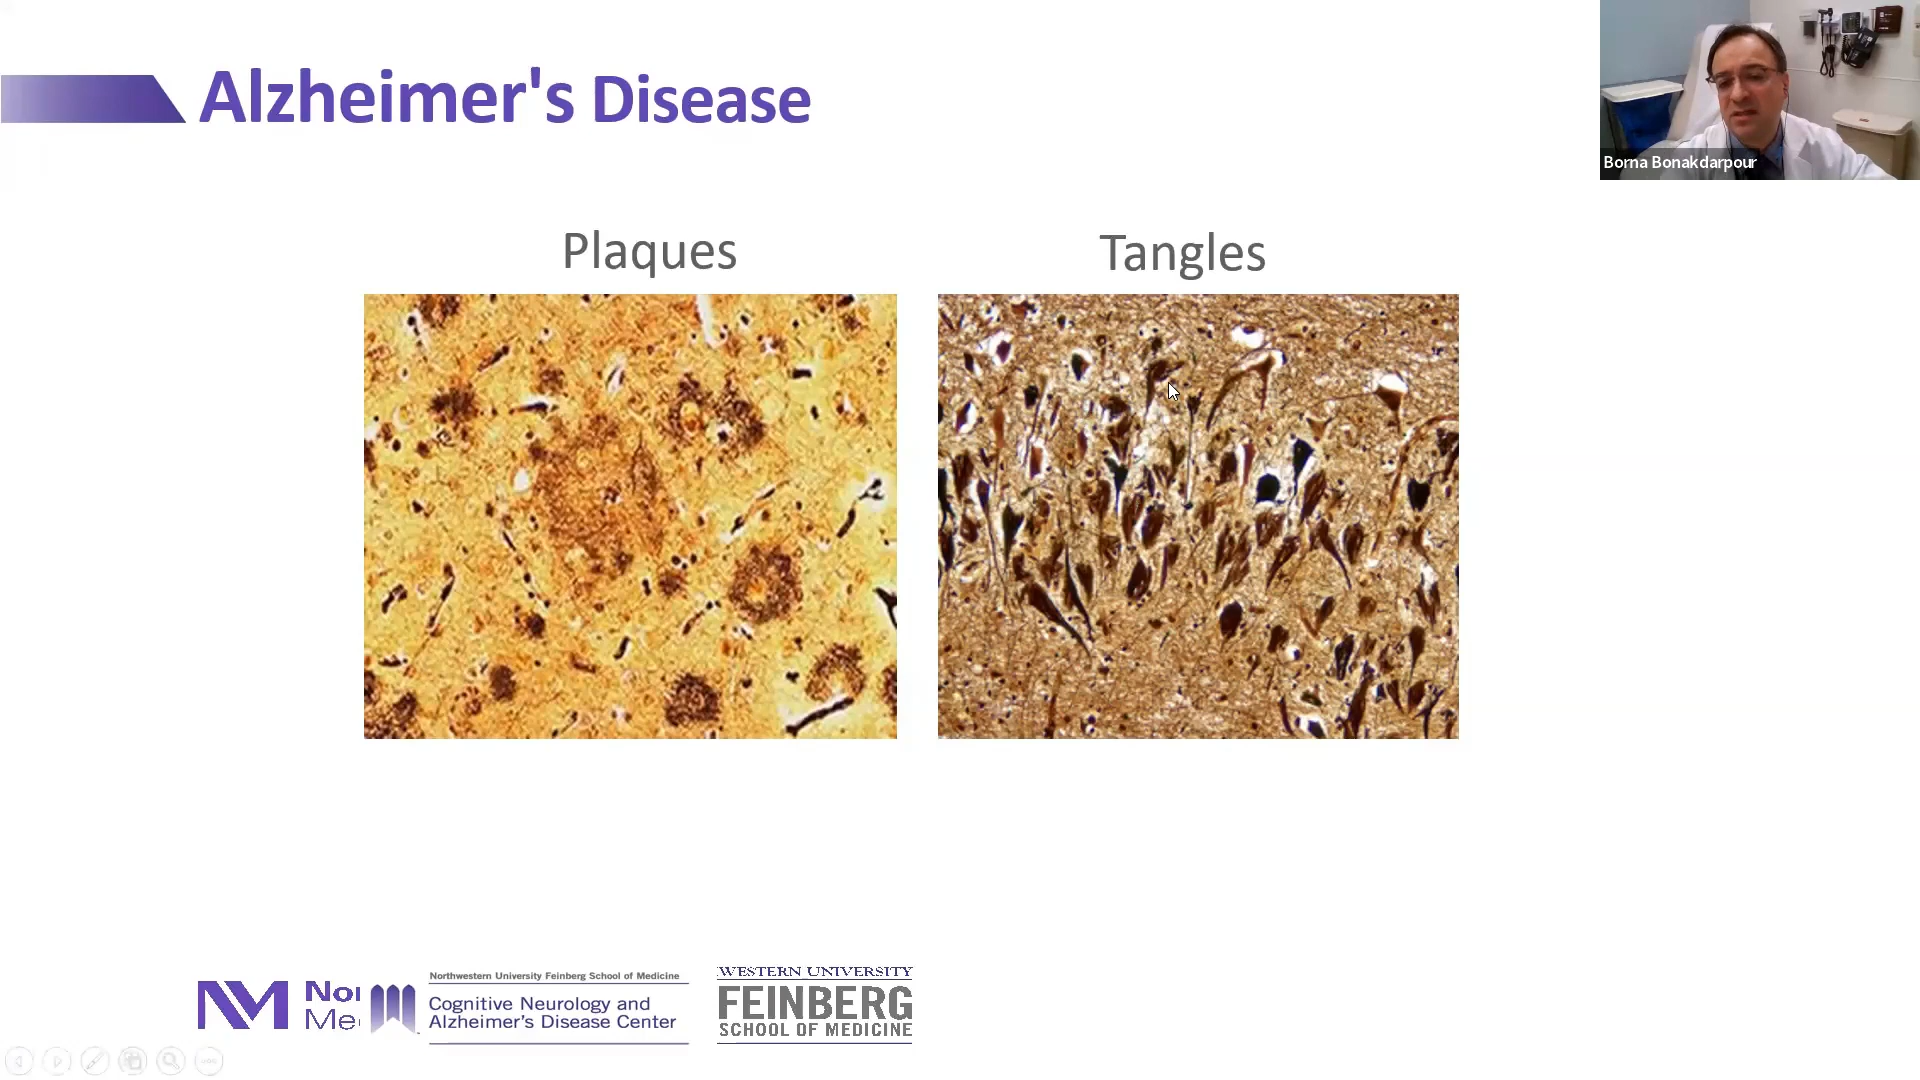 Alzheimer's Disease
Borna Bonakdarpour
Plaques
Tangles
Northwestern University Feinberg School of Medicine
Cognitive Neurology and
Alzheimer's Disease Center
WESTERN UNIVERSITY
FEINBERG
SCHOOL OF MEDICINE